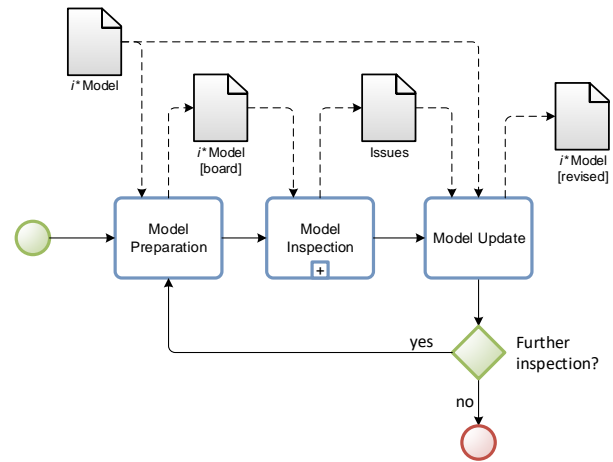 i* Model
i* Model
[board]
Issues
i* Model
[revised]
Model
Preparation
Model
Inspection
+
Model Update
yes
Further
inspection?
no